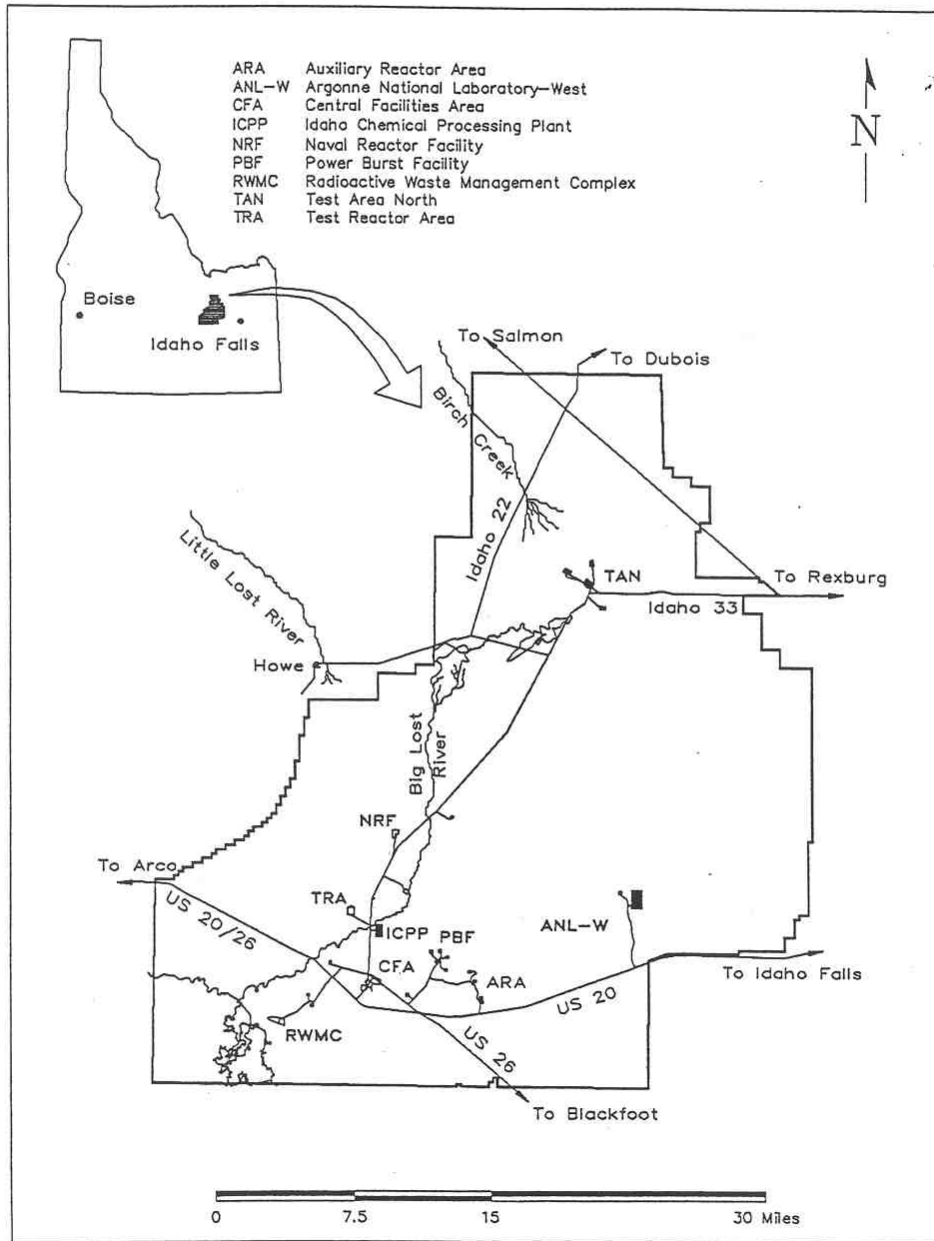 ARA Auxiliary Reactor Area
ANL-W Argonne National Laboratory-West
CFA Central Facilities Area
ICPP Idaho Chemical Processing Plant
NRF Naval Reactor Facility
PBF Power Burst Facility
RWMC Radioactive Waste Management Complex
TAN Test Area North
TRA Test Reactor Area
N
Boise
Idaho Falls
To Salmon
To Dubois
Birch Creek
Idaho 22
Little Lost River
TAN
To Rexburg
Idaho 33
Howe
Big Lost
River
NRF
To Arco
US 20/26
TRA
ICPP
PBF
ANL-W
CFA
ARA
To Idaho Falls
US 20
RWMC
US 26
To Blackfoot
0 7.5 15 30 Miles